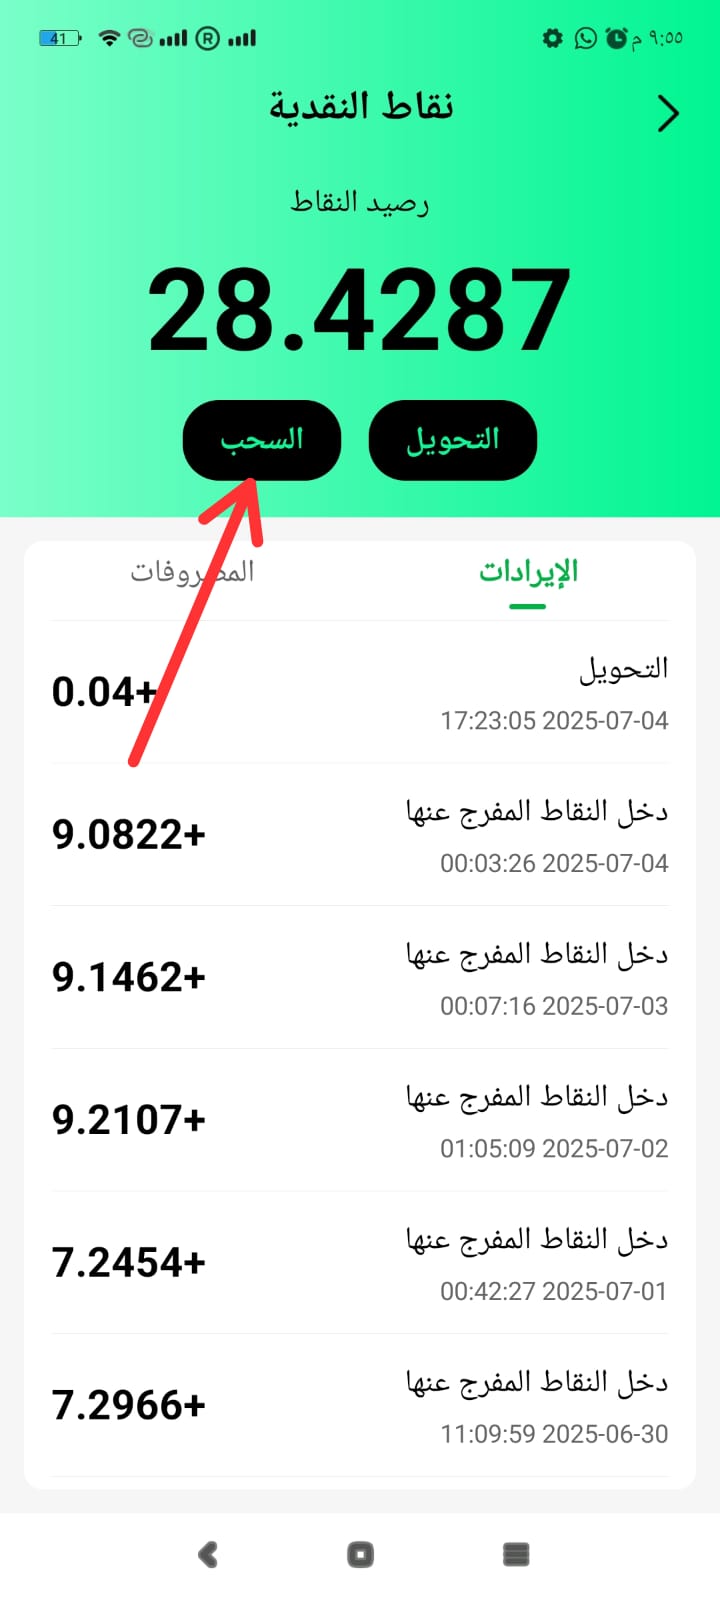 41 R م ٩:٥٥
نقاط النقدية
رصيد النقاط
28.4287
التحويل
السحب
الإيرادات
المصروفات
التحويل
0.04+
17:23:05 2025-07-04
دخل النقاط المفرج عنها
9.0822+
00:03:26 2025-07-04
دخل النقاط المفرج عنها
9.1462+
00:07:16 2025-07-03
دخل النقاط المفرج عنها
9.2107+
01:05:09 2025-07-02
دخل النقاط المفرج عنها
7.2454+
00:42:27 2025-07-01
دخل النقاط المفرج عنها
7.2966+
11:09:59 2025-06-30